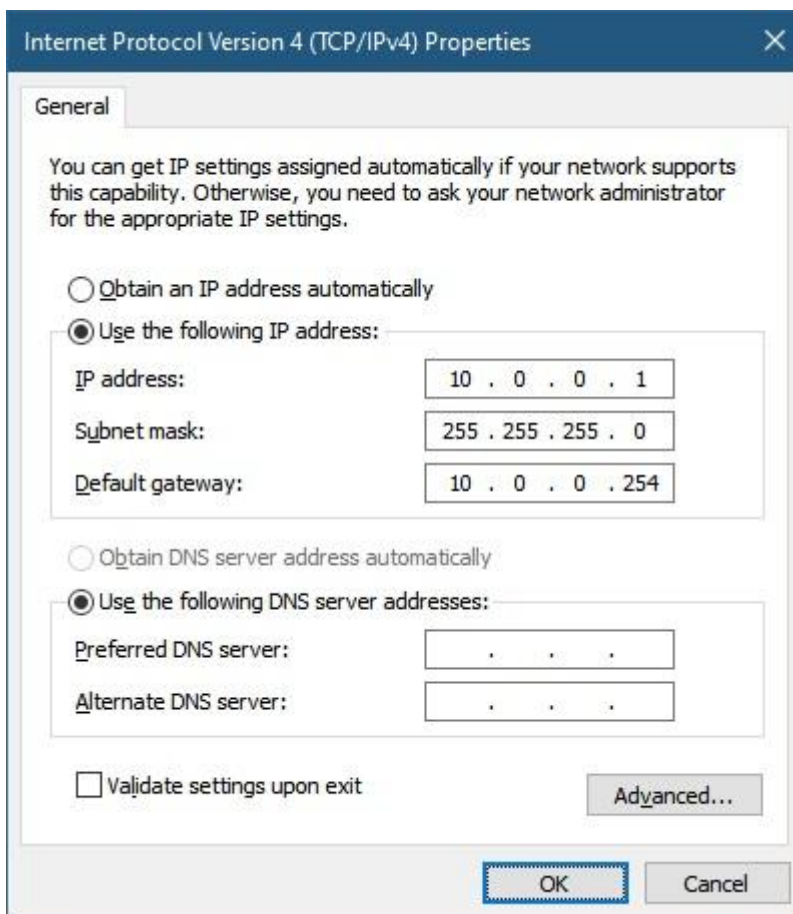 Internet Protocol Version 4 (TCP/IPv4) Properties
General
You can get IP settings assigned automatically if your network supports
this capability. Otherwise, you need to ask your network administrator
for the appropriate IP settings.
Obtain an IP address automatically
Use the following IP address:
IP address: 10 . 0 . 0 . 1
Subnet mask: 255 . 255 . 255 . 0
Default gateway: 10 . 0 . 0 . 254
Obtain DNS server address automatically
Use the following DNS server addresses:
Preferred DNS server: . . .
Alternate DNS server: . . .
Validate settings upon exit
Advanced...
OK Cancel